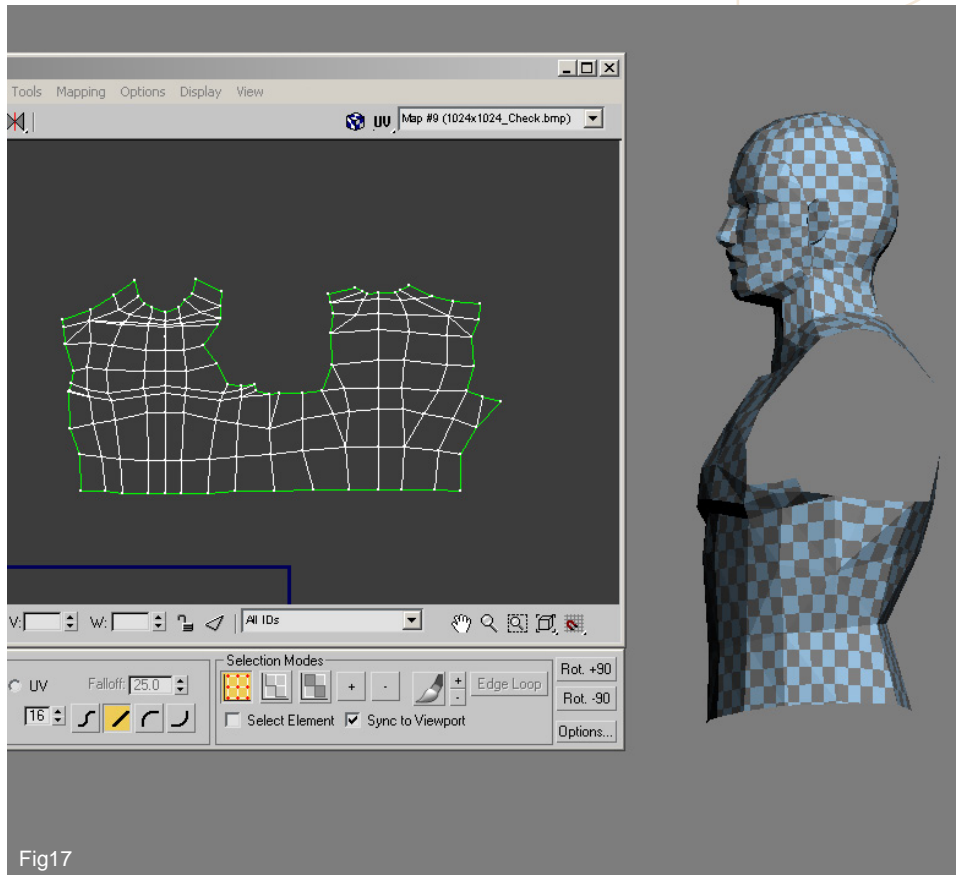 Tools Mapping Options Display View
UV Map #9 (1024x1024_Check.bmp)
V: W: All IDs
Selection Modes
UV Falloff: 25.0 + - + - Edge Loop Rot. +90
16 Select Element Sync to Viewport Rot. -90
Options...
Fig17